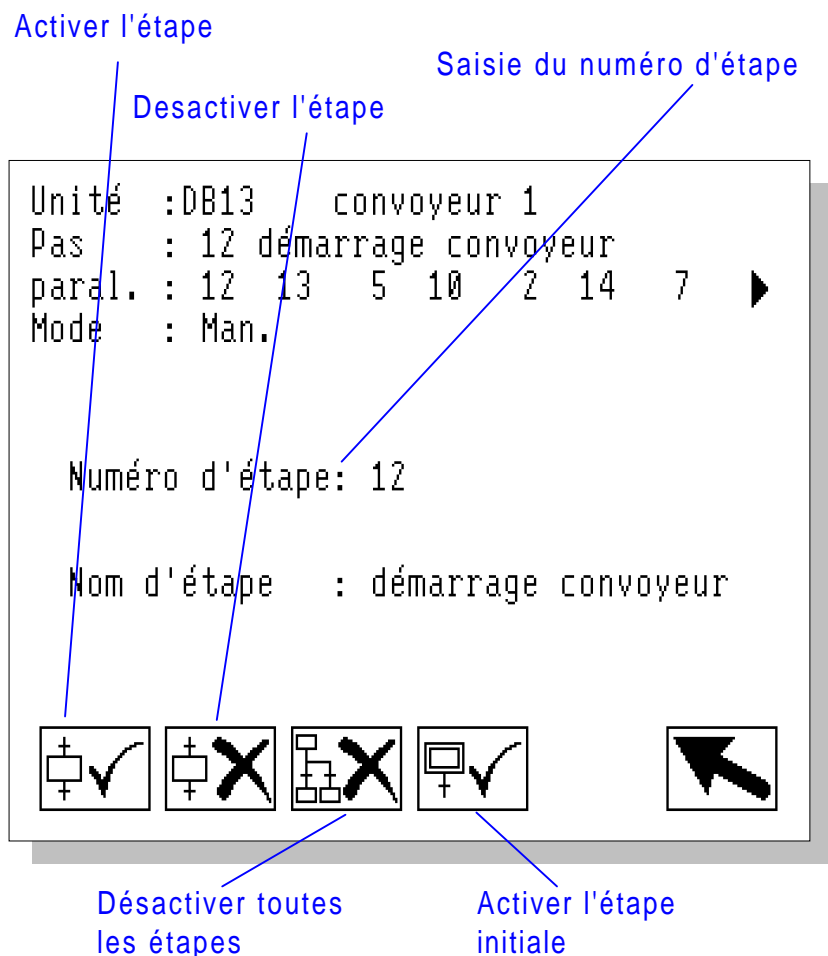 Activer l'étape
Saisie du numéro d'étape
Desactiver l'étape
Unité :DB13 convoyeur 1
Pas : 12 démarrage convoyeur
paral. : 12 13 5 10 2 14 7
Mode : Man.
Numéro d'étape: 12
Nom d'étape : démarrage convoyeur
Désactiver toutes
les étapes
Activer l'étape
initiale